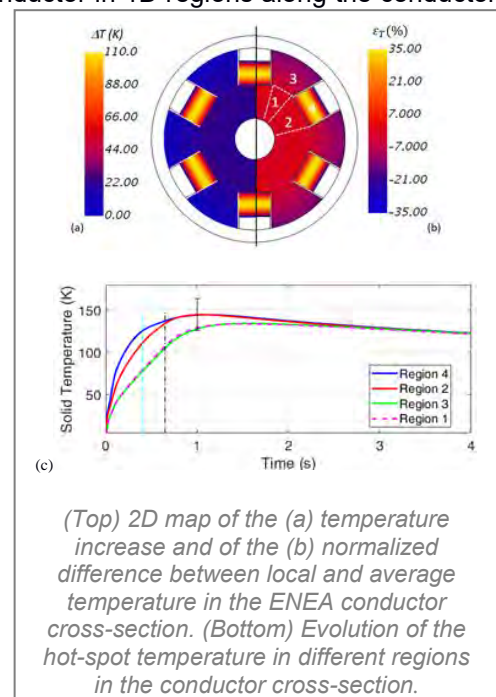 nductor in 1D regions along the conductor
ΔT (K)
110.0
88.00
66.00
44.00
22.00
0.00
(a)
3
1
4
2
εT(%)
35.00
21.00
7.000
-7.000
-21.00
-35.00
(b)
Solid Temperature (K)
150
100
50
0
1
2
3
4
Time (s)
Region 4
Region 2
Region 3
Region 1
(c)
(Top) 2D map of the (a) temperature
increase and of the (b) normalized
difference between local and average
temperature in the ENEA conductor
cross-section. (Bottom) Evolution of the
hot-spot temperature in different regions
in the conductor cross-section.